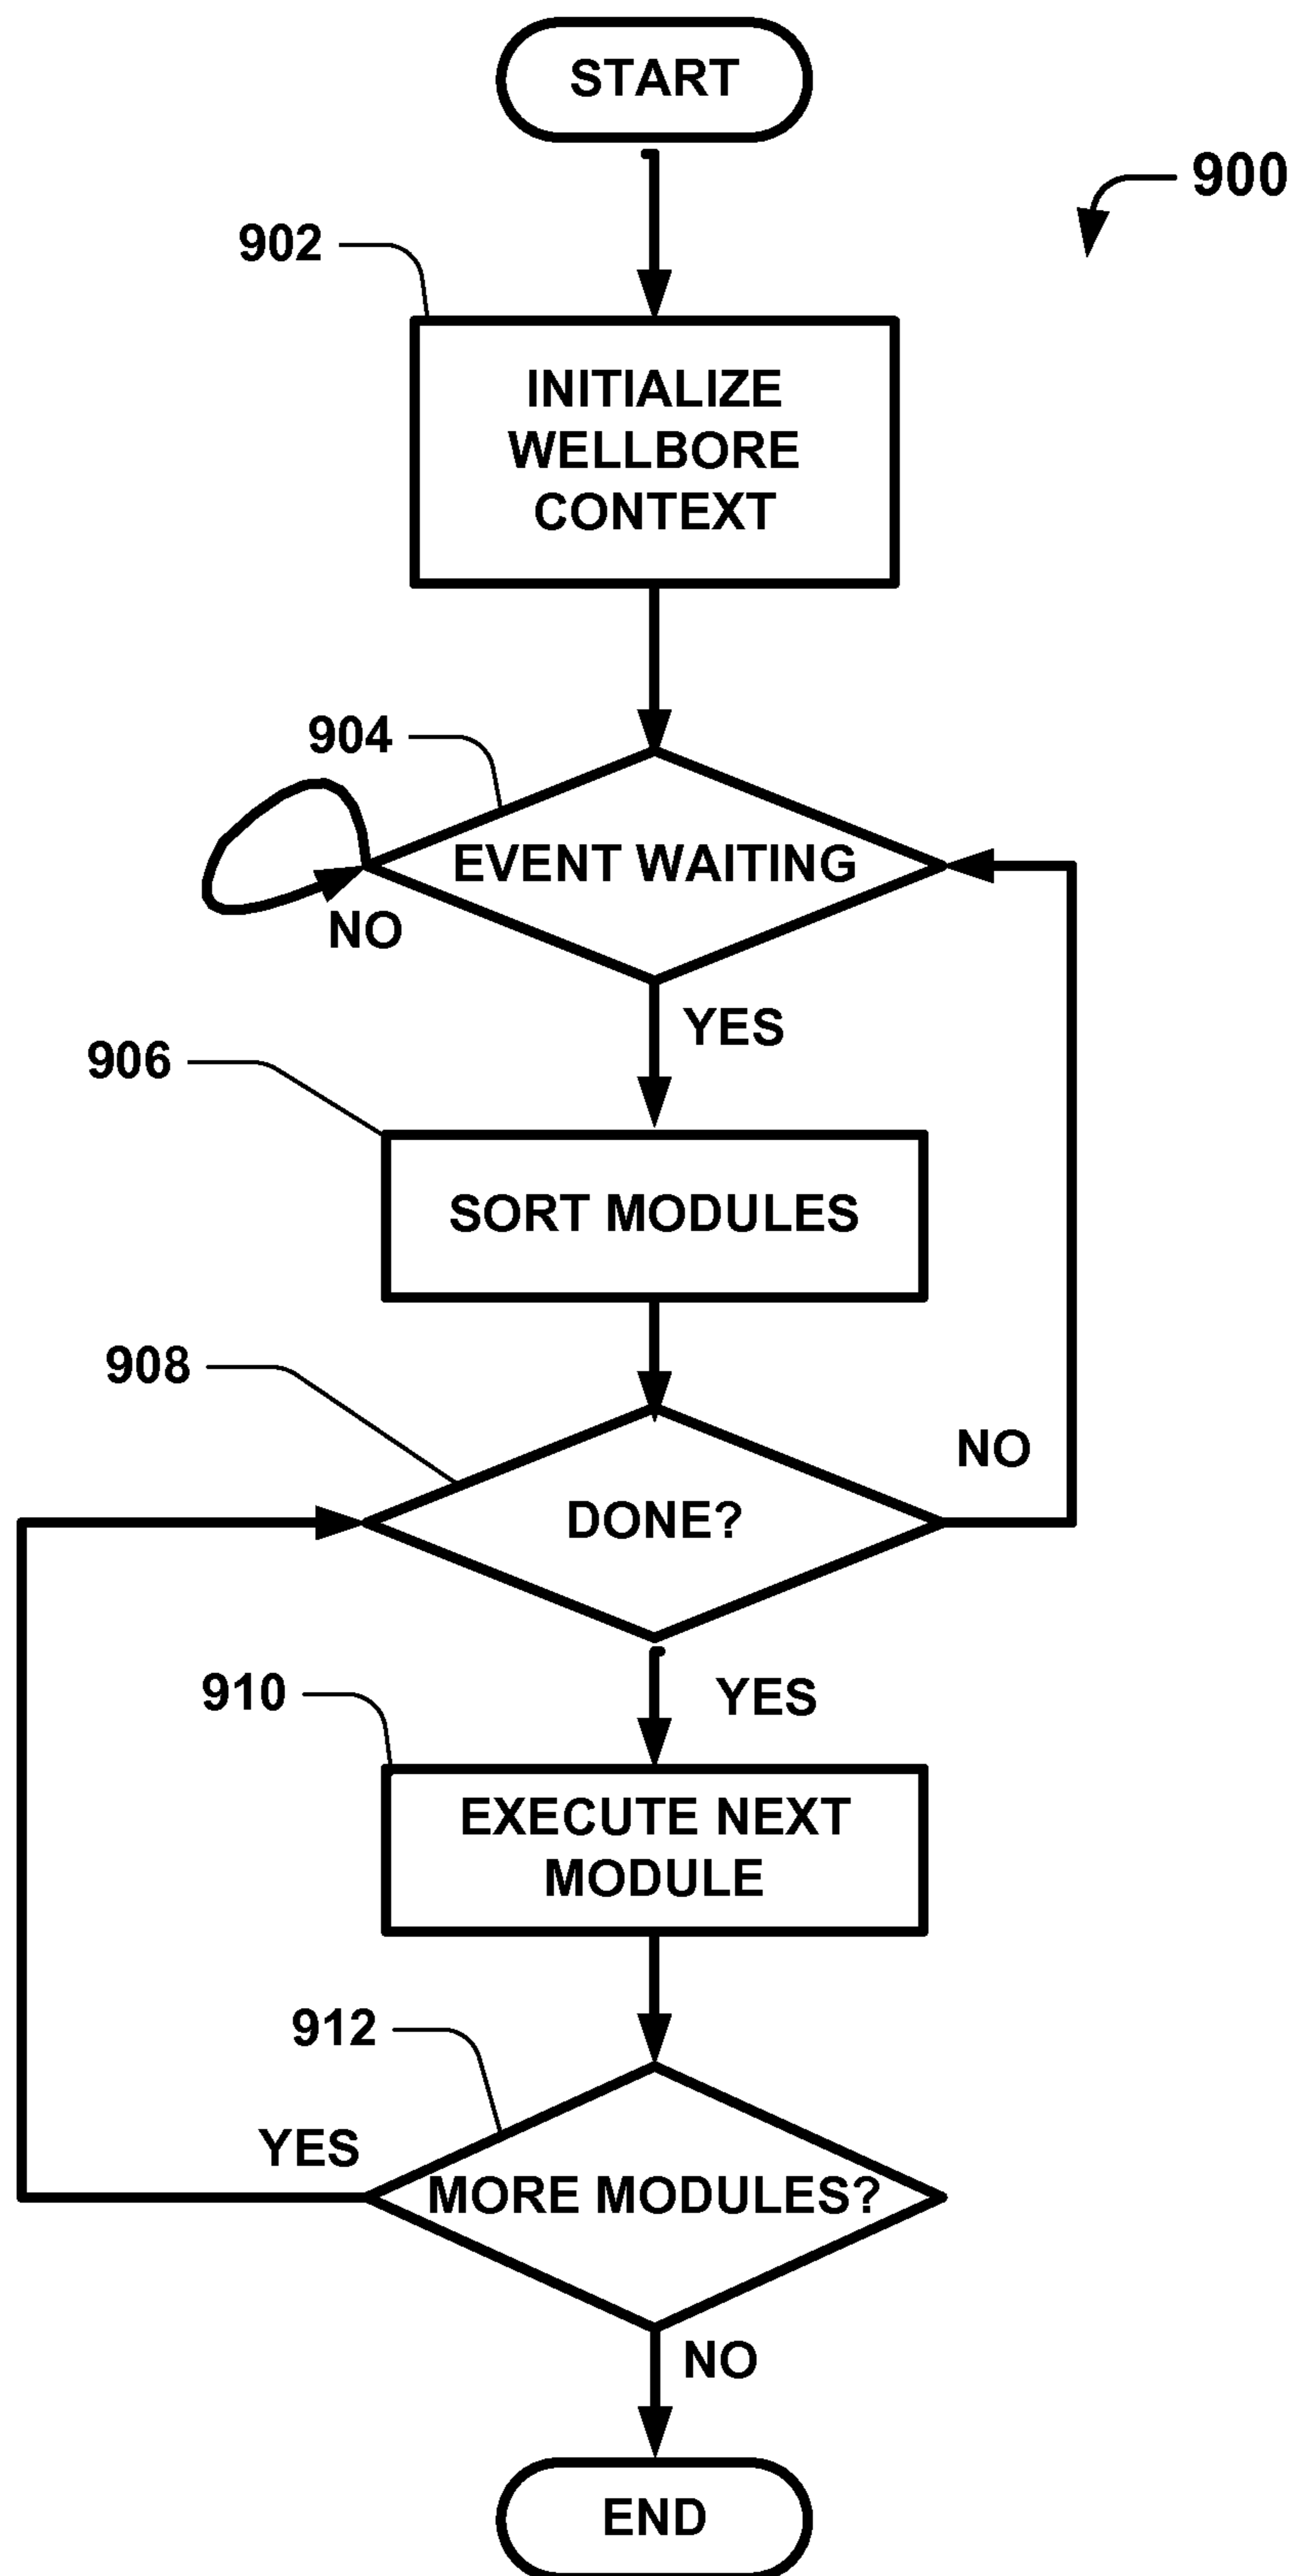 START
900
902
INITIALIZE
WELLBORE
CONTEXT
904
EVENT WAITING
NO
YES
906
SORT MODULES
908
NO
DONE?
910
YES
EXECUTE NEXT
MODULE
912
YES
MORE MODULES?
NO
END